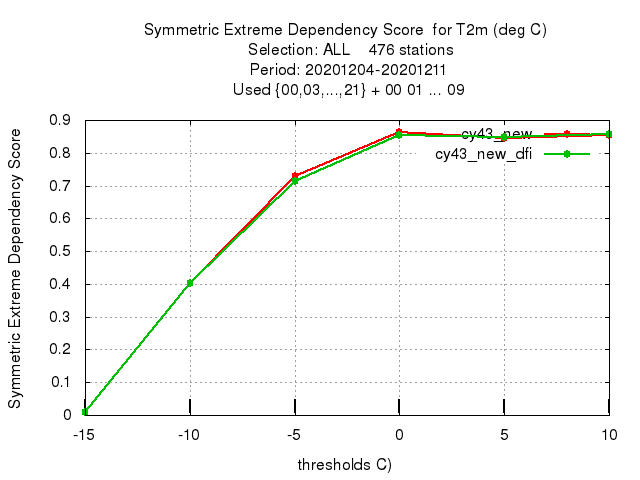 Symmetric Extreme Dependency Score for T2m (deg C)
Selection: ALL 476 stations
Period: 20201204-20201211
Used {00,03,...,21} + 00 01 ... 09
Symmetric Extreme Dependency Score
0.9
0.8
0.7
0.6
0.5
0.4
0.3
0.2
0.1
0
cy43_new
cy43_new_dfi
-15 -10 -5 0 5 10
thresholds C)